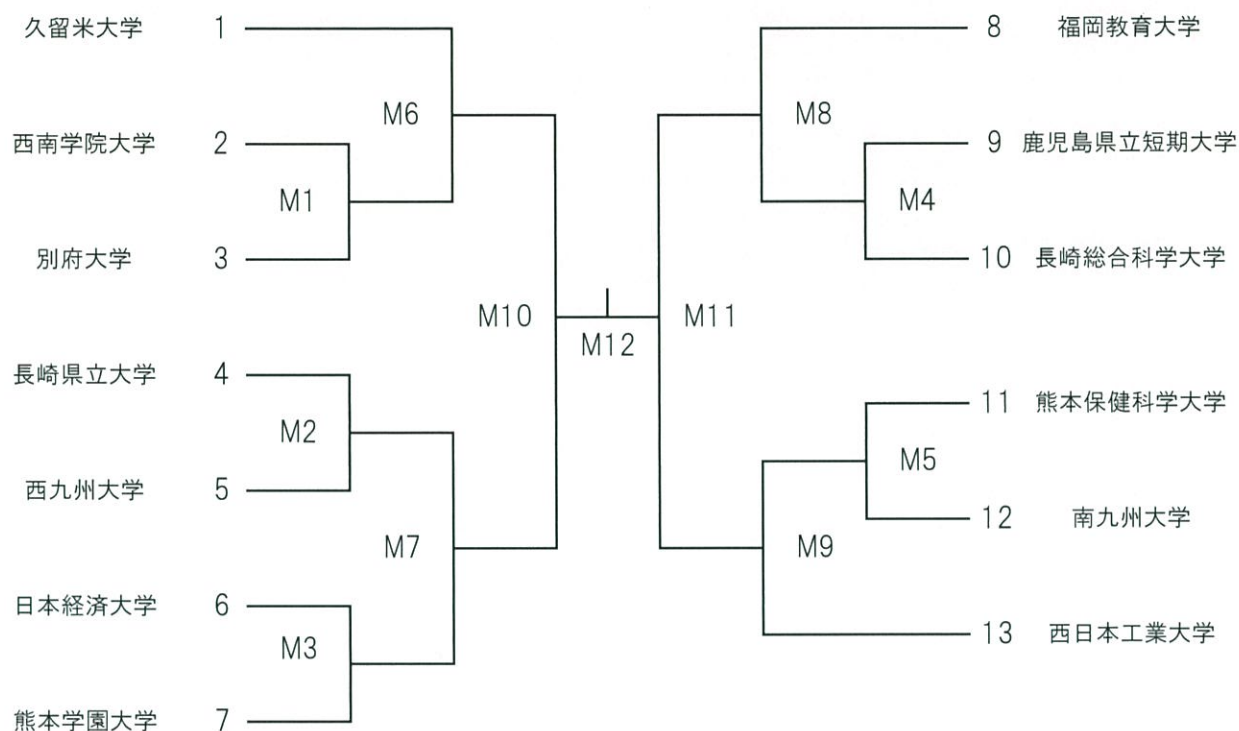 久留米大学 1
M6
西南学院大学 2
M1
別府大学 3
M10
長崎県立大学 4
M2
西九州大学 5
M7
日本経済大学 6
M3
熊本学園大学 7
M12
8 福岡教育大学
M8
9 鹿児島県立短期大学
M4
10 長崎総合科学大学
M11
11 熊本保健科学大学
M5
12 南九州大学
M9
13 西日本工業大学